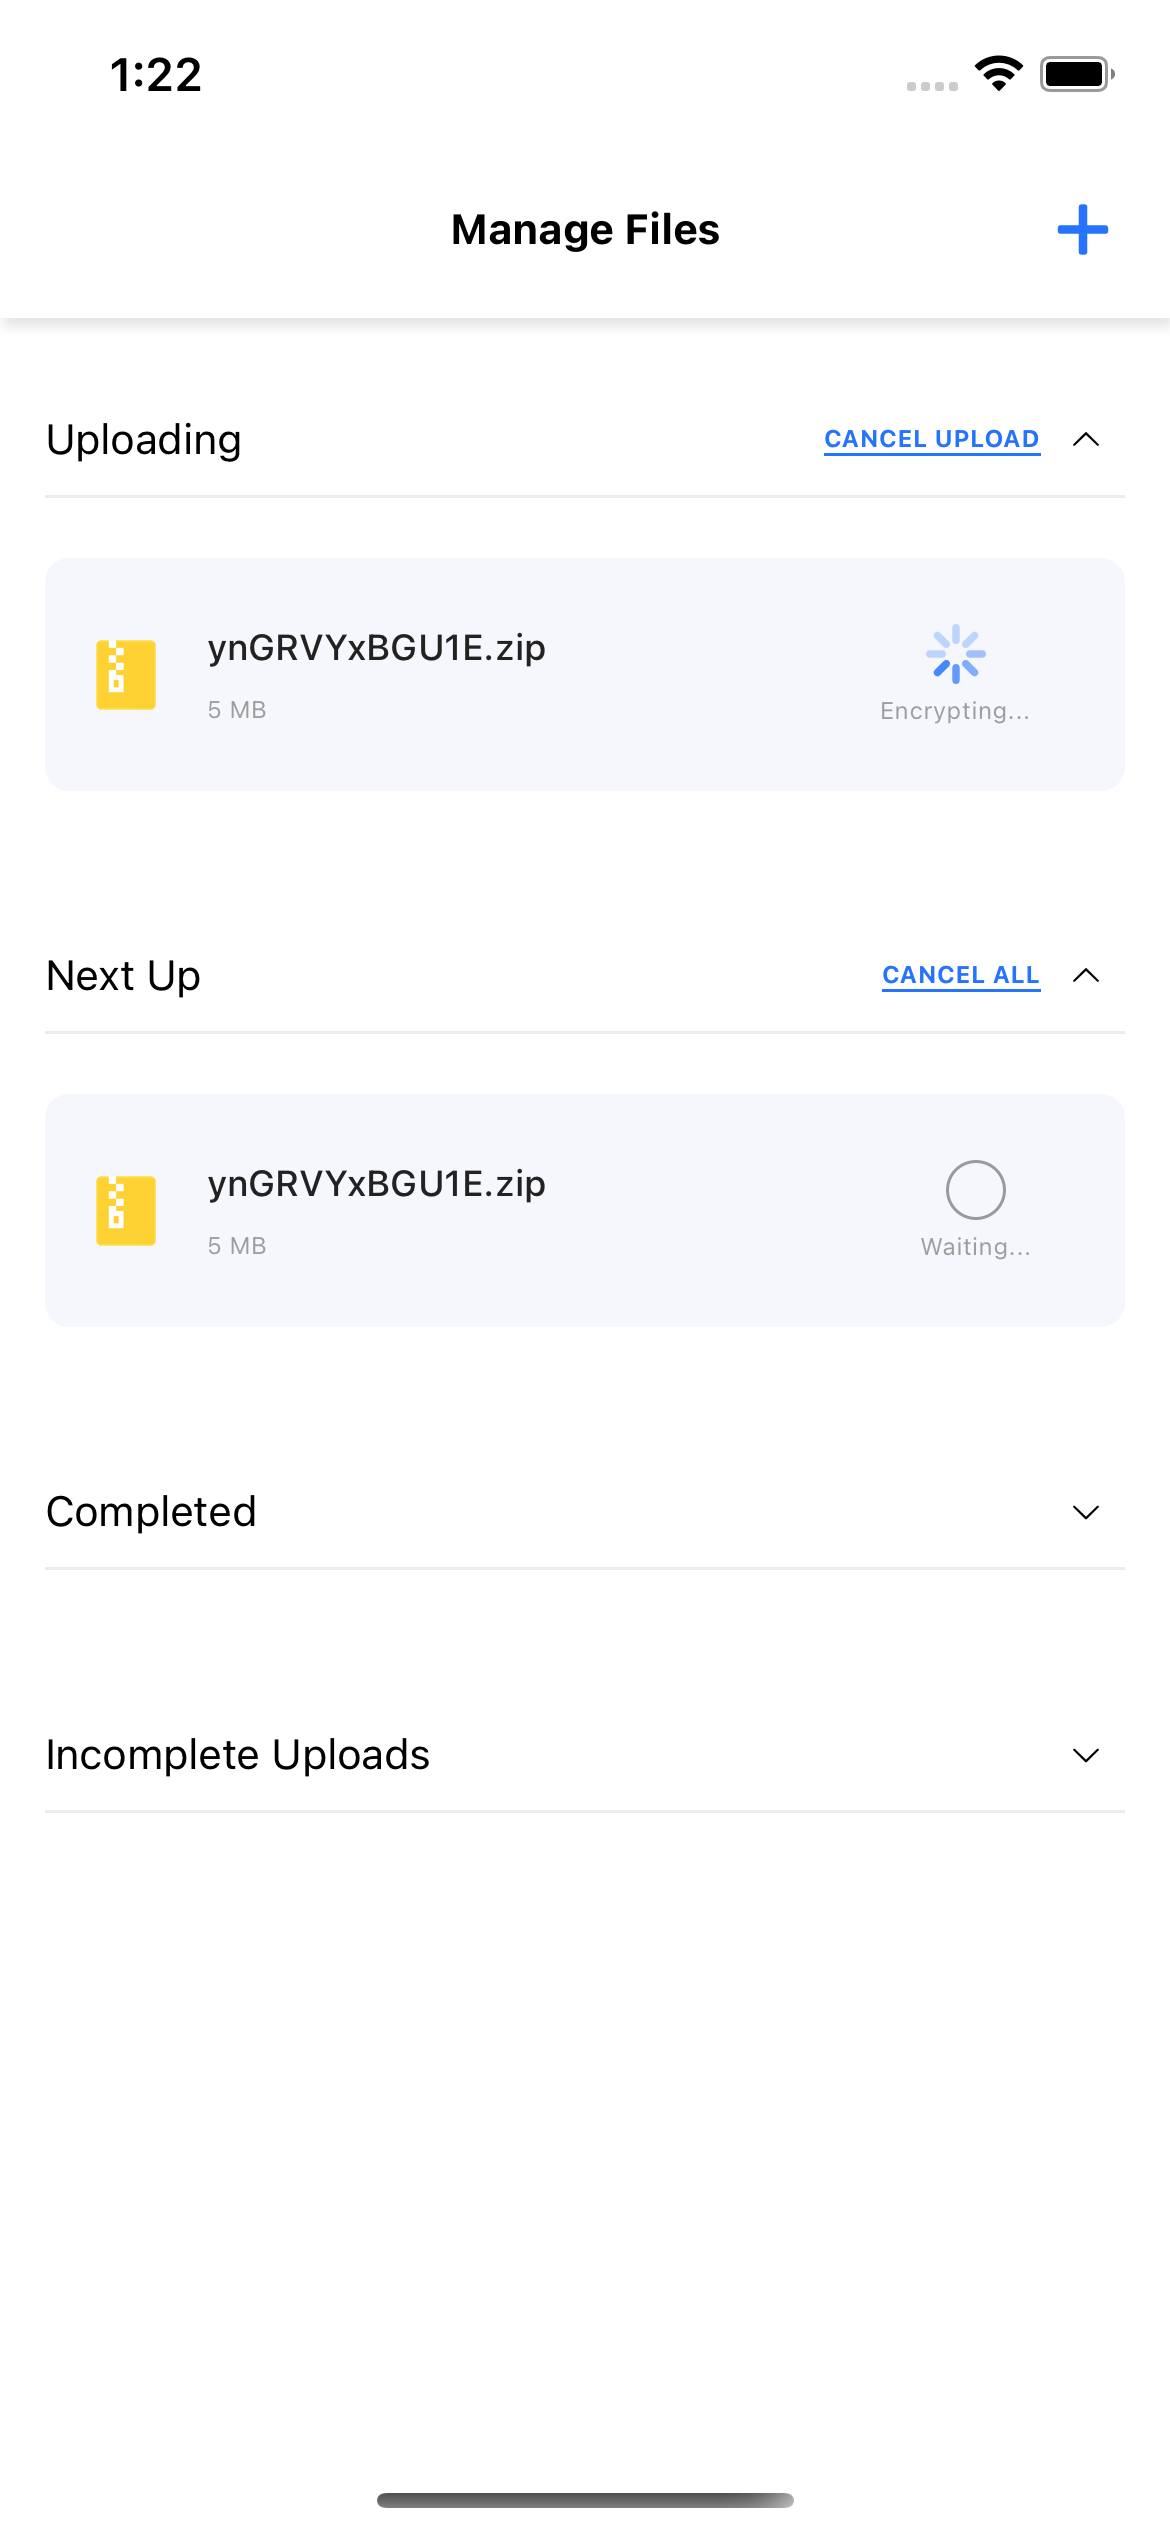 1:22
Manage Files
Uploading CANCEL UPLOAD
ynGRVYxBGU1E.zip
5 MB Encrypting...
Next Up CANCEL ALL
ynGRVYxBGU1E.zip
5 MB Waiting...
Completed
Incomplete Uploads